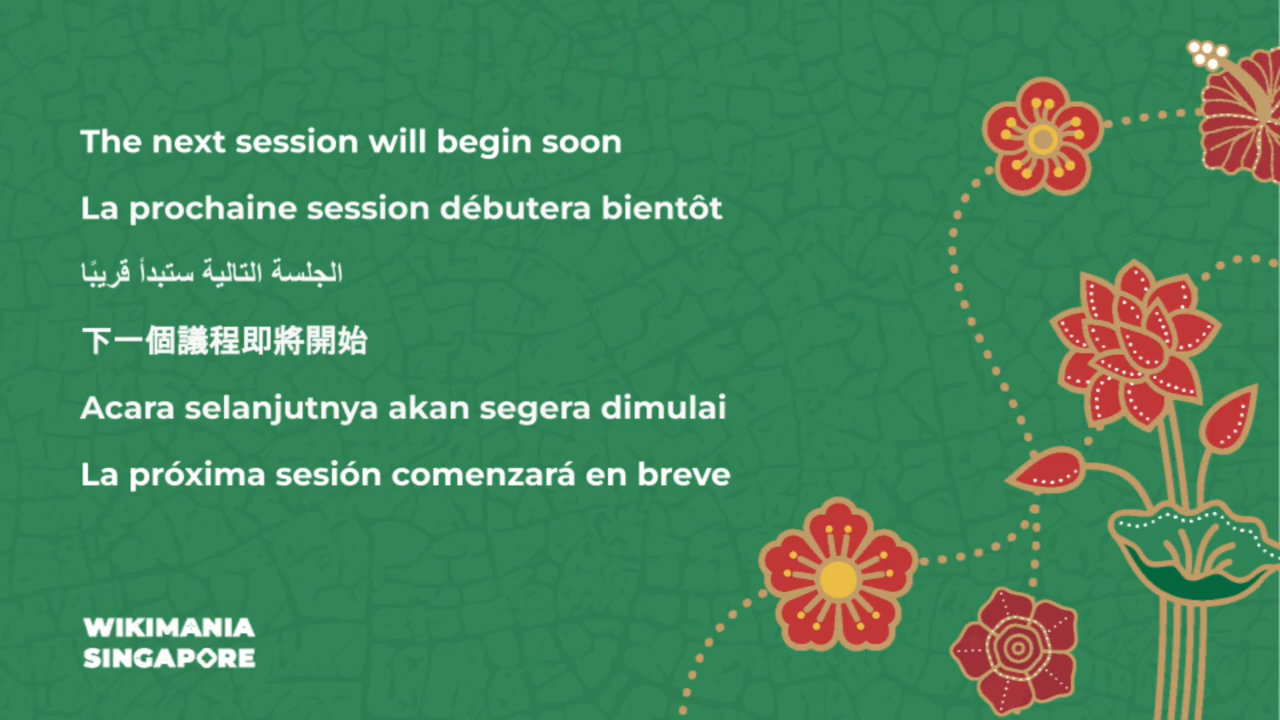 The next session will begin soon
La prochaine session débutera bientôt
الجلسة التالية ستبدأ قريبًا
下一個議程即將開始
Acara selanjutnya akan segera dimulai
La próxima sesión comenzará en breve
WIKIMANIA
SINGAPORE